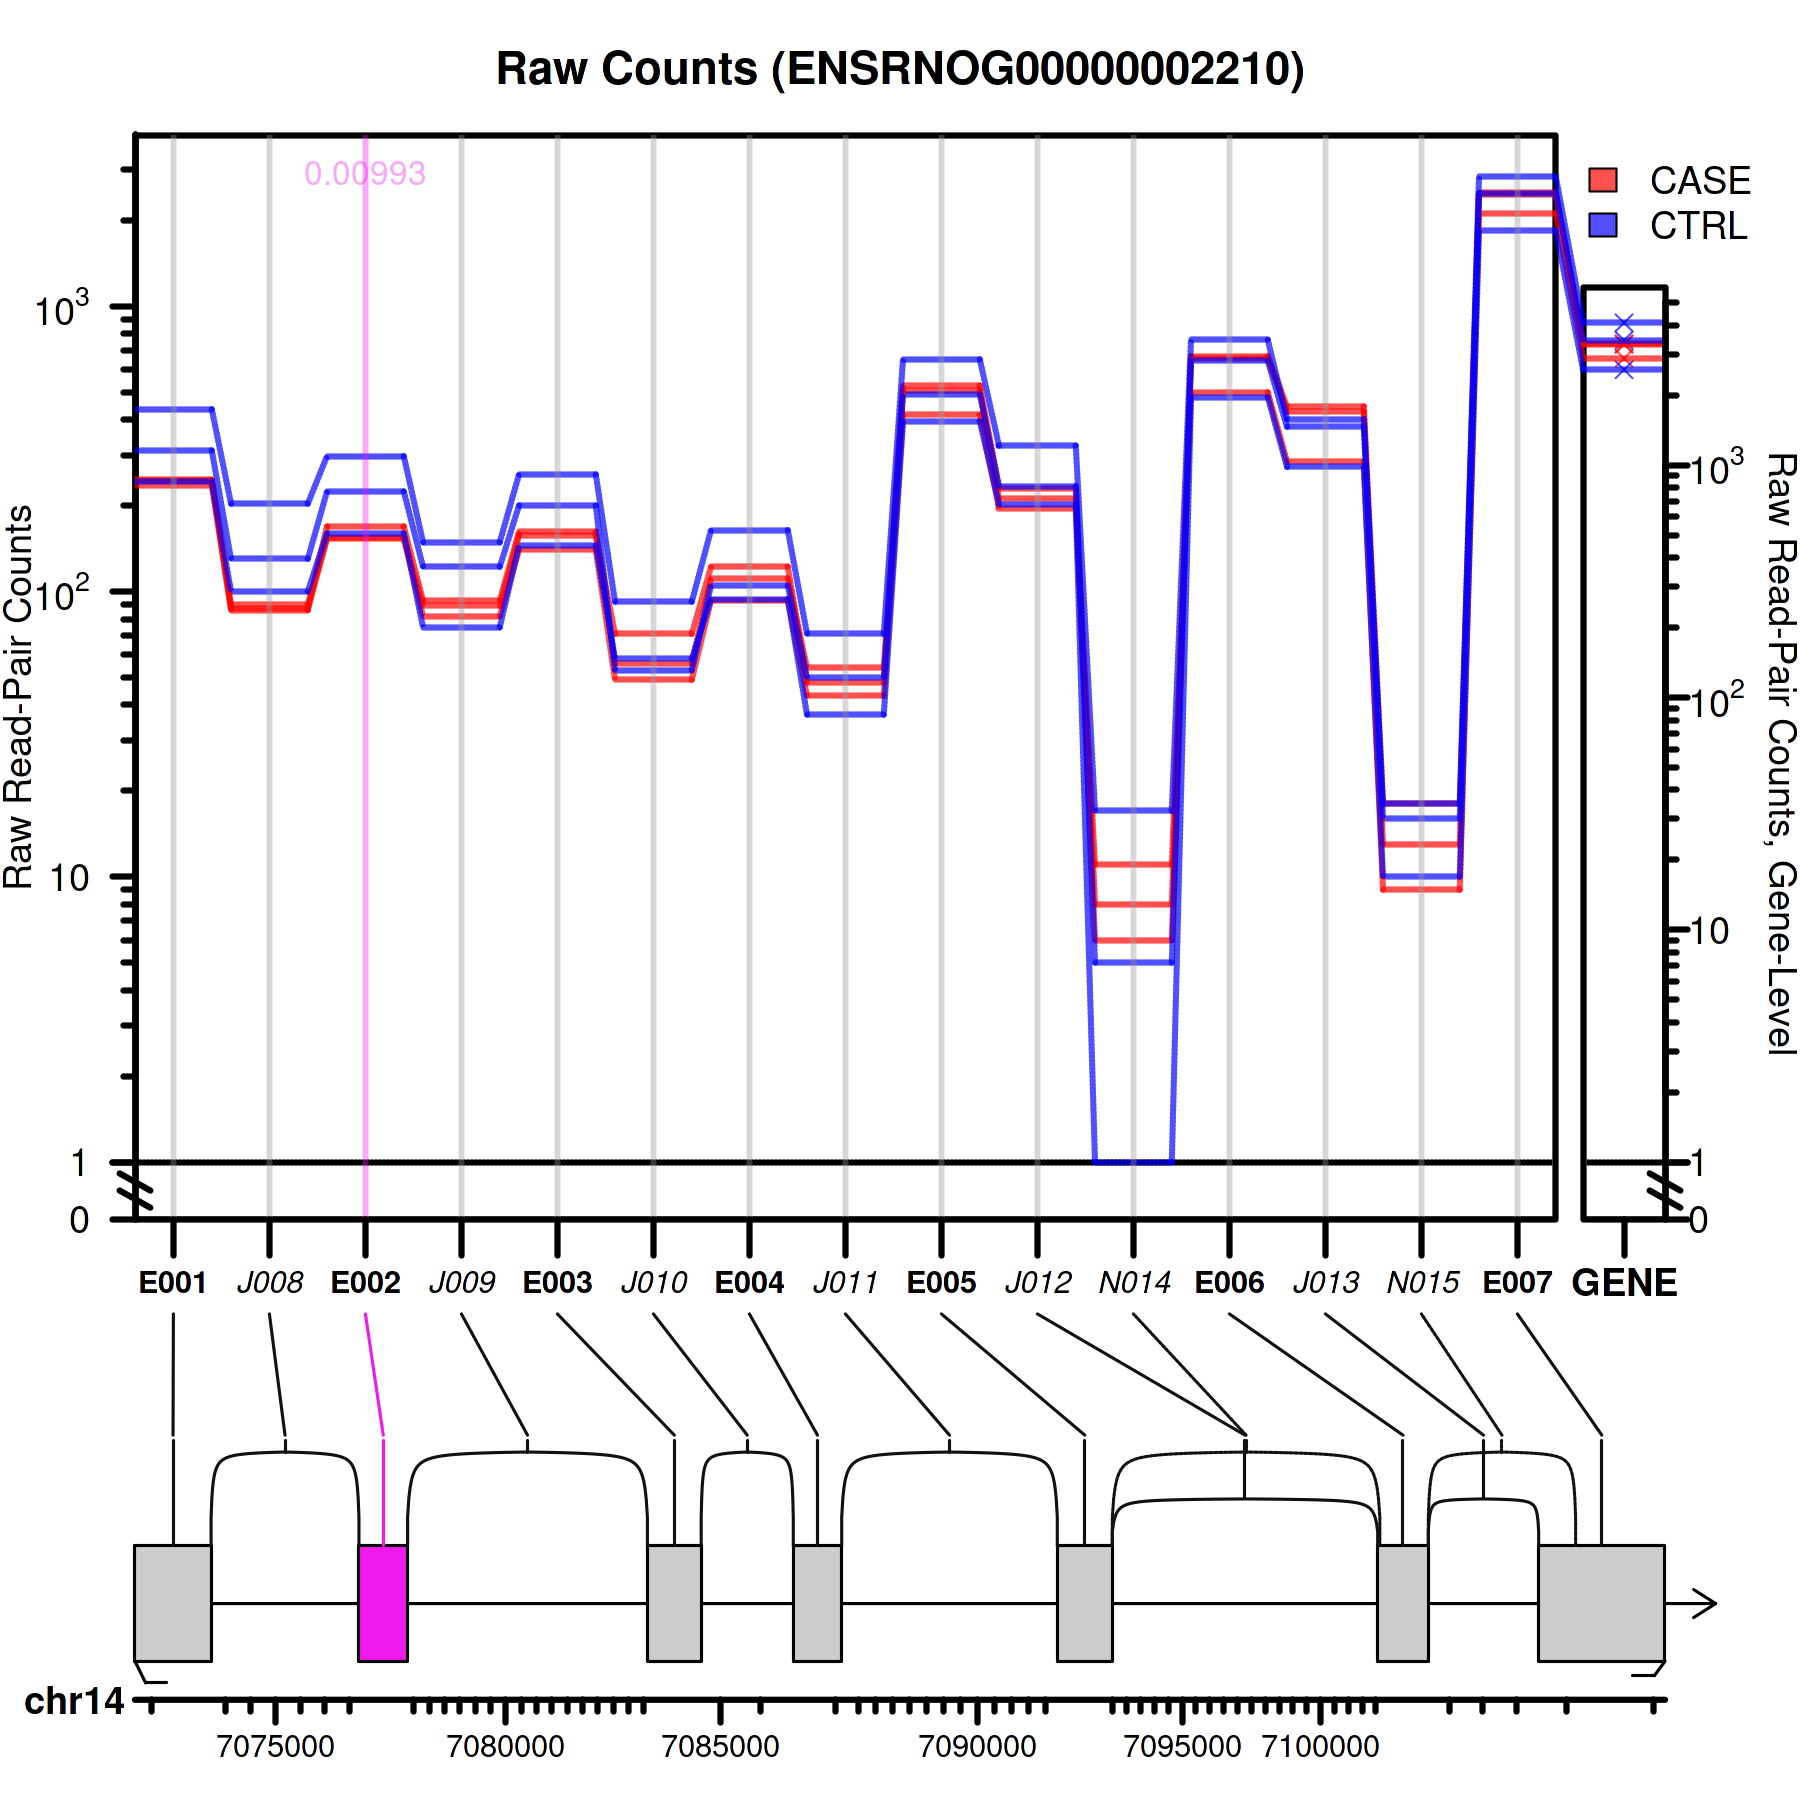 Raw Counts (ENSRNOG00000002210)
0.00993
CASE
CTRL
Raw Read-Pair Counts
10³
10²
10
1
0
10³
10²
10
1
0
Raw Read-Pair Counts, Gene-Level
E001 J008 E002 J009 E003 J010 E004 J011 E005 J012 N014 E006 J013 N015 E007 GENE
chr14
7075000 7080000 7085000 7090000 7095000 7100000